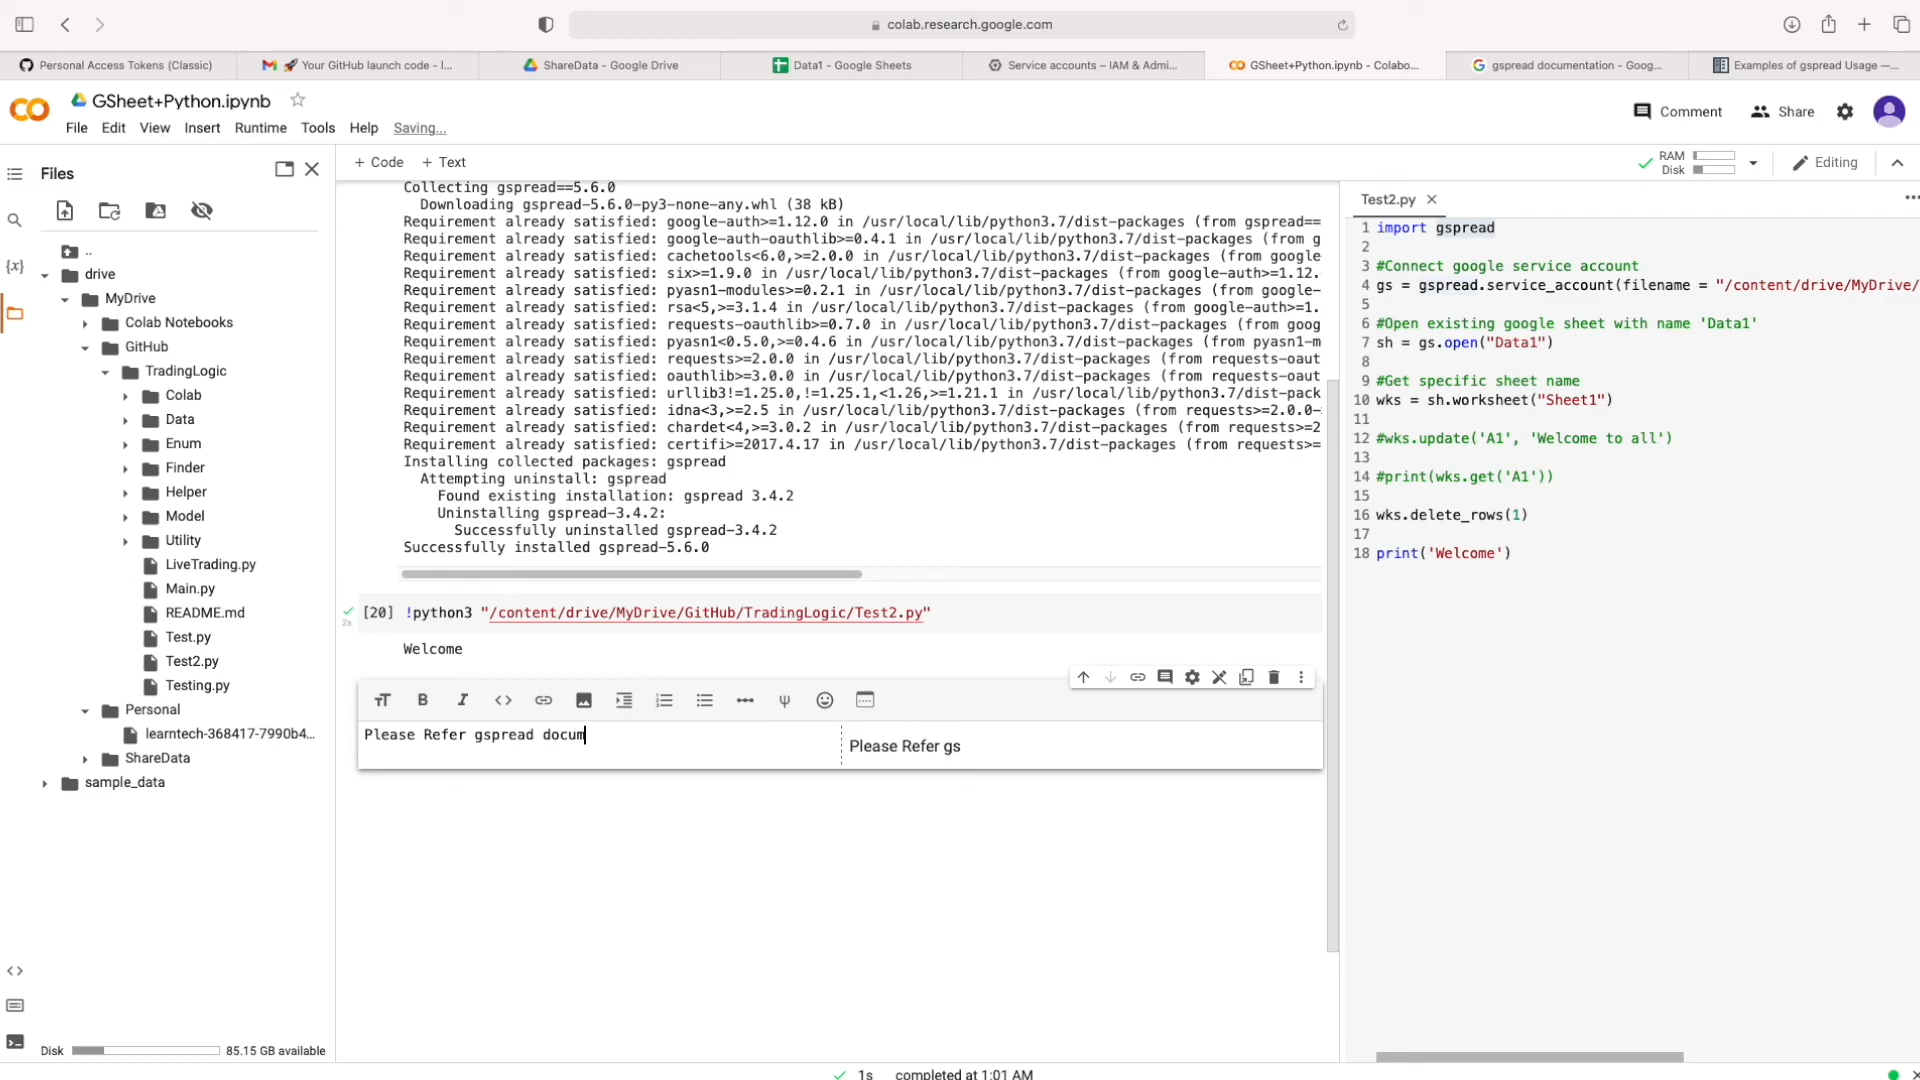 colab.research.google.com
Personal Access Tokens (Classic)
🚀 Your GitHub launch code - I...
ShareData - Google Drive
Data1 - Google Sheets
Service accounts – IAM & Admi...
GSheet+Python.ipynb - Colabo...
gspread documentation - Goog...
Examples of gspread Usage —...
GSheet+Python.ipynb
Comment
Share
File Edit View Insert Runtime Tools Help Saving...
Files
+ Code + Text
RAM
Disk
Editing
..
drive
MyDrive
Colab Notebooks
GitHub
TradingLogic
Colab
Data
Enum
Finder
Helper
Model
Utility
LiveTrading.py
Main.py
README.md
Test.py
Test2.py
Testing.py
Personal
learntech-368417-7990b4...
ShareData
sample_data
Disk
85.15 GB available
Collecting gspread==5.6.0
Downloading gspread-5.6.0-py3-none-any.whl (38 kB)
Requirement already satisfied: google-auth>=1.12.0 in /usr/local/lib/python3.7/dist-packages (from gspread==
Requirement already satisfied: google-auth-oauthlib>=0.4.1 in /usr/local/lib/python3.7/dist-packages (from g
Requirement already satisfied: cachetools<6.0,>=2.0.0 in /usr/local/lib/python3.7/dist-packages (from google
Requirement already satisfied: six>=1.9.0 in /usr/local/lib/python3.7/dist-packages (from google-auth>=1.12.
Requirement already satisfied: pyasn1-modules>=0.2.1 in /usr/local/lib/python3.7/dist-packages (from google-
Requirement already satisfied: rsa<5,>=3.1.4 in /usr/local/lib/python3.7/dist-packages (from google-auth>=1.
Requirement already satisfied: requests-oauthlib>=0.7.0 in /usr/local/lib/python3.7/dist-packages (from goog
Requirement already satisfied: pyasn1<0.5.0,>=0.4.6 in /usr/local/lib/python3.7/dist-packages (from pyasn1-m
Requirement already satisfied: requests>=2.0.0 in /usr/local/lib/python3.7/dist-packages (from requests-oaut
Requirement already satisfied: oauthlib>=3.0.0 in /usr/local/lib/python3.7/dist-packages (from requests-oaut
Requirement already satisfied: urllib3!=1.25.0,!=1.25.1,<1.26,>=1.21.1 in /usr/local/lib/python3.7/dist-pack
Requirement already satisfied: idna<3,>=2.5 in /usr/local/lib/python3.7/dist-packages (from requests>=2.0.0-
Requirement already satisfied: chardet<4,>=3.0.2 in /usr/local/lib/python3.7/dist-packages (from requests>=2
Requirement already satisfied: certifi>=2017.4.17 in /usr/local/lib/python3.7/dist-packages (from requests>=
Installing collected packages: gspread
Attempting uninstall: gspread
Found existing installation: gspread 3.4.2
Uninstalling gspread-3.4.2:
Successfully uninstalled gspread-3.4.2
Successfully installed gspread-5.6.0
[20] !python3 "/content/drive/MyDrive/GitHub/TradingLogic/Test2.py"
2s
Welcome
Please Refer gspread docum
Please Refer gs
Test2.py
1 import gspread
2
3 #Connect google service account
4 gs = gspread.service_account(filename = "/content/drive/MyDrive/
5
6 #Open existing google sheet with name 'Data1'
7 sh = gs.open("Data1")
8
9 #Get specific sheet name
10 wks = sh.worksheet("Sheet1")
11
12 #wks.update('A1', 'Welcome to all')
13
14 #print(wks.get('A1'))
15
16 wks.delete_rows(1)
17
18 print('Welcome')
1s completed at 1:01 AM